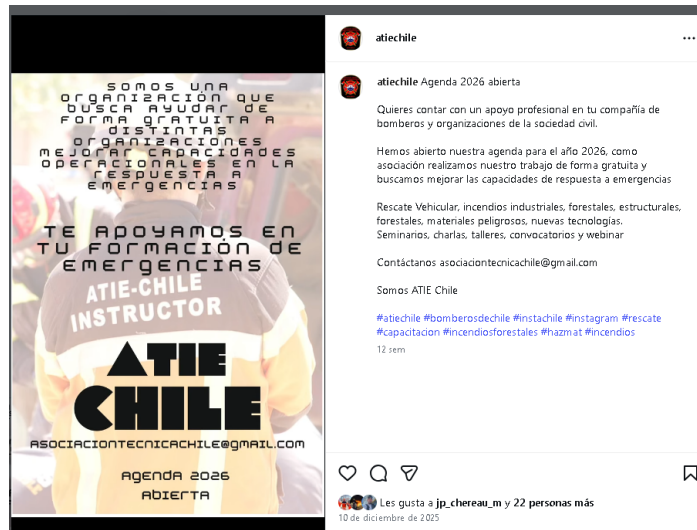 somos una
organización que
busca ayudar de
forma gratuita a
distintas
organizaciones
mejorar capacidades
operacionales en la
respuesta a
emergencias
Te apoyamos en
tu formación de
emergencias
ATIE-CHILE
INSTRUCTOR
ATIE
CHILE
asociaciontecnicachile@gmail.com
Agenda 2026
Abierta
atiechile
atiechile Agenda 2026 abierta
Quieres contar con un apoyo profesional en tu compañía de
bomberos y organizaciones de la sociedad civil.
Hemos abierto nuestra agenda para el año 2026, como
asociación realizamos nuestro trabajo de forma gratuita y
buscamos mejorar las capacidades de respuesta a emergencias
Rescate Vehicular, incendios industriales, forestales, estructurales,
forestales, materiales peligrosos, nuevas tecnologías.
Seminarios, charlas, talleres, convocatorios y webinar
Contáctanos asociaciontecnicachile@gmail.com
Somos ATIE Chile
#atiechile #bomberosdechile #instachile #instagram #rescate
#capacitacion #incendiosforestales #hazmat #incendios
12 sem
Les gusta a jp_chereau_m y 22 personas más
10 de diciembre de 2025